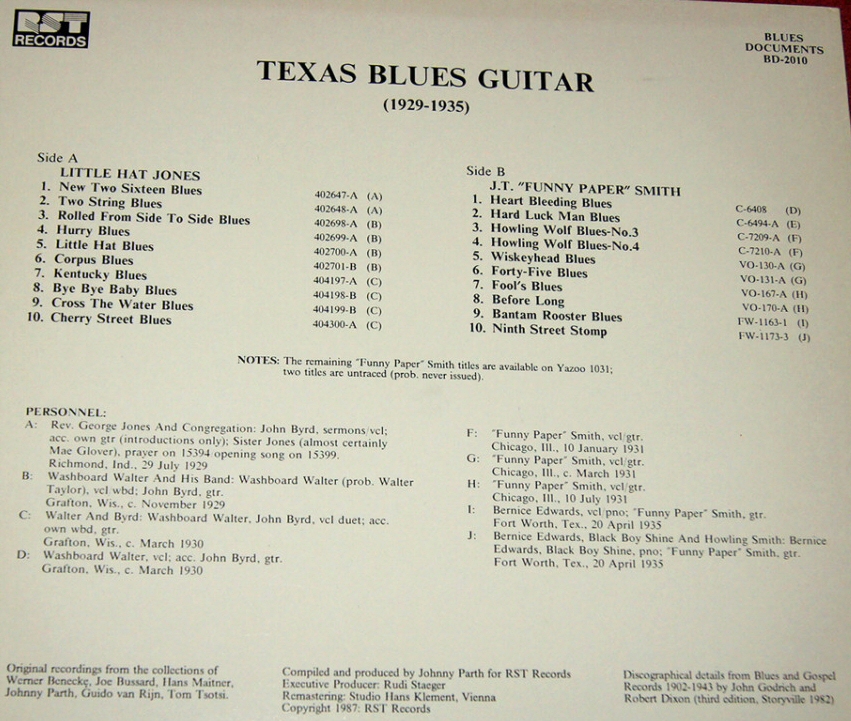 RST
RECORDS
BLUES
DOCUMENTS
BD-2010
TEXAS BLUES GUITAR
(1929-1935)
Side A
LITTLE HAT JONES
1. New Two Sixteen Blues 402647-A (A)
2. Two String Blues 402648-A (A)
3. Rolled From Side To Side Blues 402698-A (B)
4. Hurry Blues 402699-A (B)
5. Little Hat Blues 402700-A (B)
6. Corpus Blues 402701-B (B)
7. Kentucky Blues 404197-A (C)
8. Bye Bye Baby Blues 404198-B (C)
9. Cross The Water Blues 404199-B (C)
10. Cherry Street Blues 404300-A (C)
Side B
J.T. "FUNNY PAPER" SMITH
1. Heart Bleeding Blues C-6408 (D)
2. Hard Luck Man Blues C-6494-A (E)
3. Howling Wolf Blues-No.3 C-7209-A (F)
4. Howling Wolf Blues-No.4 C-7210-A (F)
5. Wiskeyhead Blues VO-130-A (G)
6. Forty-Five Blues VO-131-A (G)
7. Fool's Blues VO-167-A (H)
8. Before Long VO-170-A (H)
9. Bantam Rooster Blues FW-1163-1 (I)
10. Ninth Street Stomp FW-1173-3 (J)
NOTES: The remaining "Funny Paper" Smith titles are available on Yazoo 1031;
two titles are untraced (prob. never issued).
PERSONNEL:
A: Rev. George Jones And Congregation: John Byrd, sermons/vcl;
acc. own gtr (introductions only); Sister Jones (almost certainly
Mae Glover), prayer on 15394 opening song on 15399.
Richmond, Ind., 29 July 1929
B: Washboard Walter And His Band: Washboard Walter (prob. Walter
Taylor), vcl wbd; John Byrd, gtr.
Grafton, Wis., c. November 1929
C: Walter And Byrd: Washboard Walter, John Byrd, vcl duet; acc.
own wbd, gtr.
Grafton, Wis., c. March 1930
D: Washboard Walter, vcl; acc. John Byrd, gtr.
Grafton, Wis., c. March 1930
F: "Funny Paper" Smith, vcl/gtr.
Chicago, Ill., 10 January 1931
G: "Funny Paper" Smith, vcl/gtr.
Chicago, Ill., c. March 1931
H: "Funny Paper" Smith, vcl/gtr.
Chicago, Ill., 10 July 1931
I: Bernice Edwards, vcl/pno; "Funny Paper" Smith, gtr.
Fort Worth, Tex., 20 April 1935
J: Bernice Edwards, Black Boy Shine And Howling Smith: Bernice
Edwards, Black Boy Shine, pno; "Funny Paper" Smith, gtr.
Fort Worth, Tex., 20 April 1935
Original recordings from the collections of
Werner Benecke, Joe Bussard, Hans Maitner,
Johnny Parth, Guido van Rijn, Tom Tsotsi.
Compiled and produced by Johnny Parth for RST Records
Executive Producer: Rudi Staeger
Remastering: Studio Hans Klement, Vienna
Copyright 1987: RST Records
Discographical details from Blues and Gospel
Records 1902-1943 by John Godrich and
Robert Dixon (third edition, Storyville 1982)